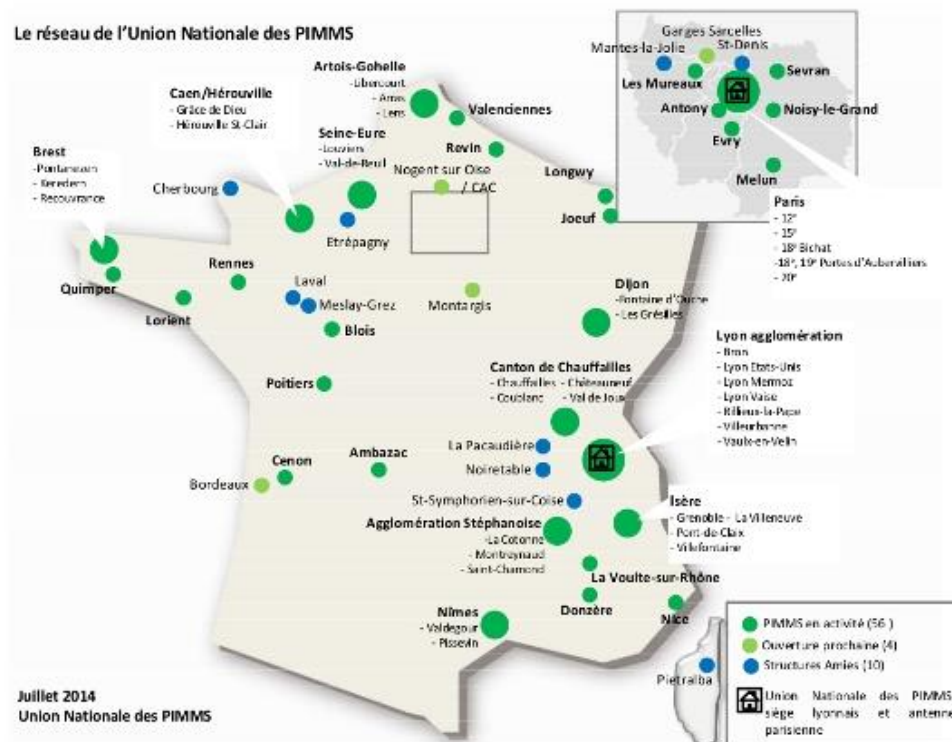 Le réseau de l'Union Nationale des PIMMS
Garges Sarcelles
St-Denis
Mantes-la-Jolie
Les Mureaux
Sevran
Antony
Noisy-le-Grand
Evry
Melun
Paris
- 12e
- 15e
- 18e Bichat
-18e, 19e Portes d'Aubervilliers
- 20e
Artois-Gohelle
- Libercourt
- Arras
- Lens
Valenciennes
Caen/Hérouville
- Grâce de Dieu
- Hérouville St-Clair
Seine-Eure
- Louviers
- Val-de-Reuil
Revin
Nogent sur Oise
/ CAC
Longwy
Joeuf
Brest
-Pontanezen
- Keredern
- Recouvrance
Cherbourg
Etrépagny
Quimper
Rennes
Lorient
Laval
Meslay-Grez
Blois
Montargis
Dijon
-Fontaine d'Ouche
- Les Grésilles
Lyon agglomération
- Bron
- Lyon Etats-Unis
- Lyon Mermoz
- Lyon Vaise
- Rillieux-la-Pape
- Villeurbanne
- Vaulx-en-Velin
Canton de Chauffailles
- Chauffailles - Châteauneuf
- Coublanc - Val de Joux
Poitiers
La Pacaudière
Noiretable
Cenon
Ambazac
Bordeaux
St-Symphorien-sur-Coise
Agglomération Stéphanoise
-La Cotonne
- Montreynaud
- Saint-Chamond
Isère
- Grenoble - La Villeneuve
- Pont-de-Claix
- Villefontaine
La Voulte-sur-Rhône
Donzère
Nice
Nîmes
- Valdegour
- Pissevin
Pietralba
PIMMS en activité (56 )
Ouverture prochaine (4)
Structures Amies (10)
Union Nationale des PIMMS
siège lyonnais et antenne
parisienne
Juillet 2014
Union Nationale des PIMMS